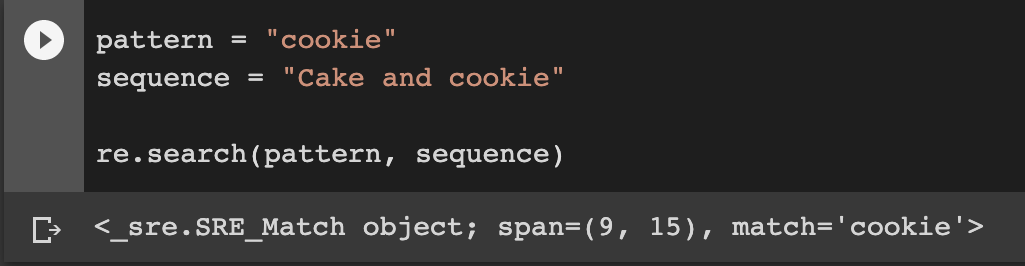 pattern = "cookie"
sequence = "Cake and cookie"
re.search(pattern, sequence)
<_sre.SRE_Match object; span=(9, 15), match='cookie'>